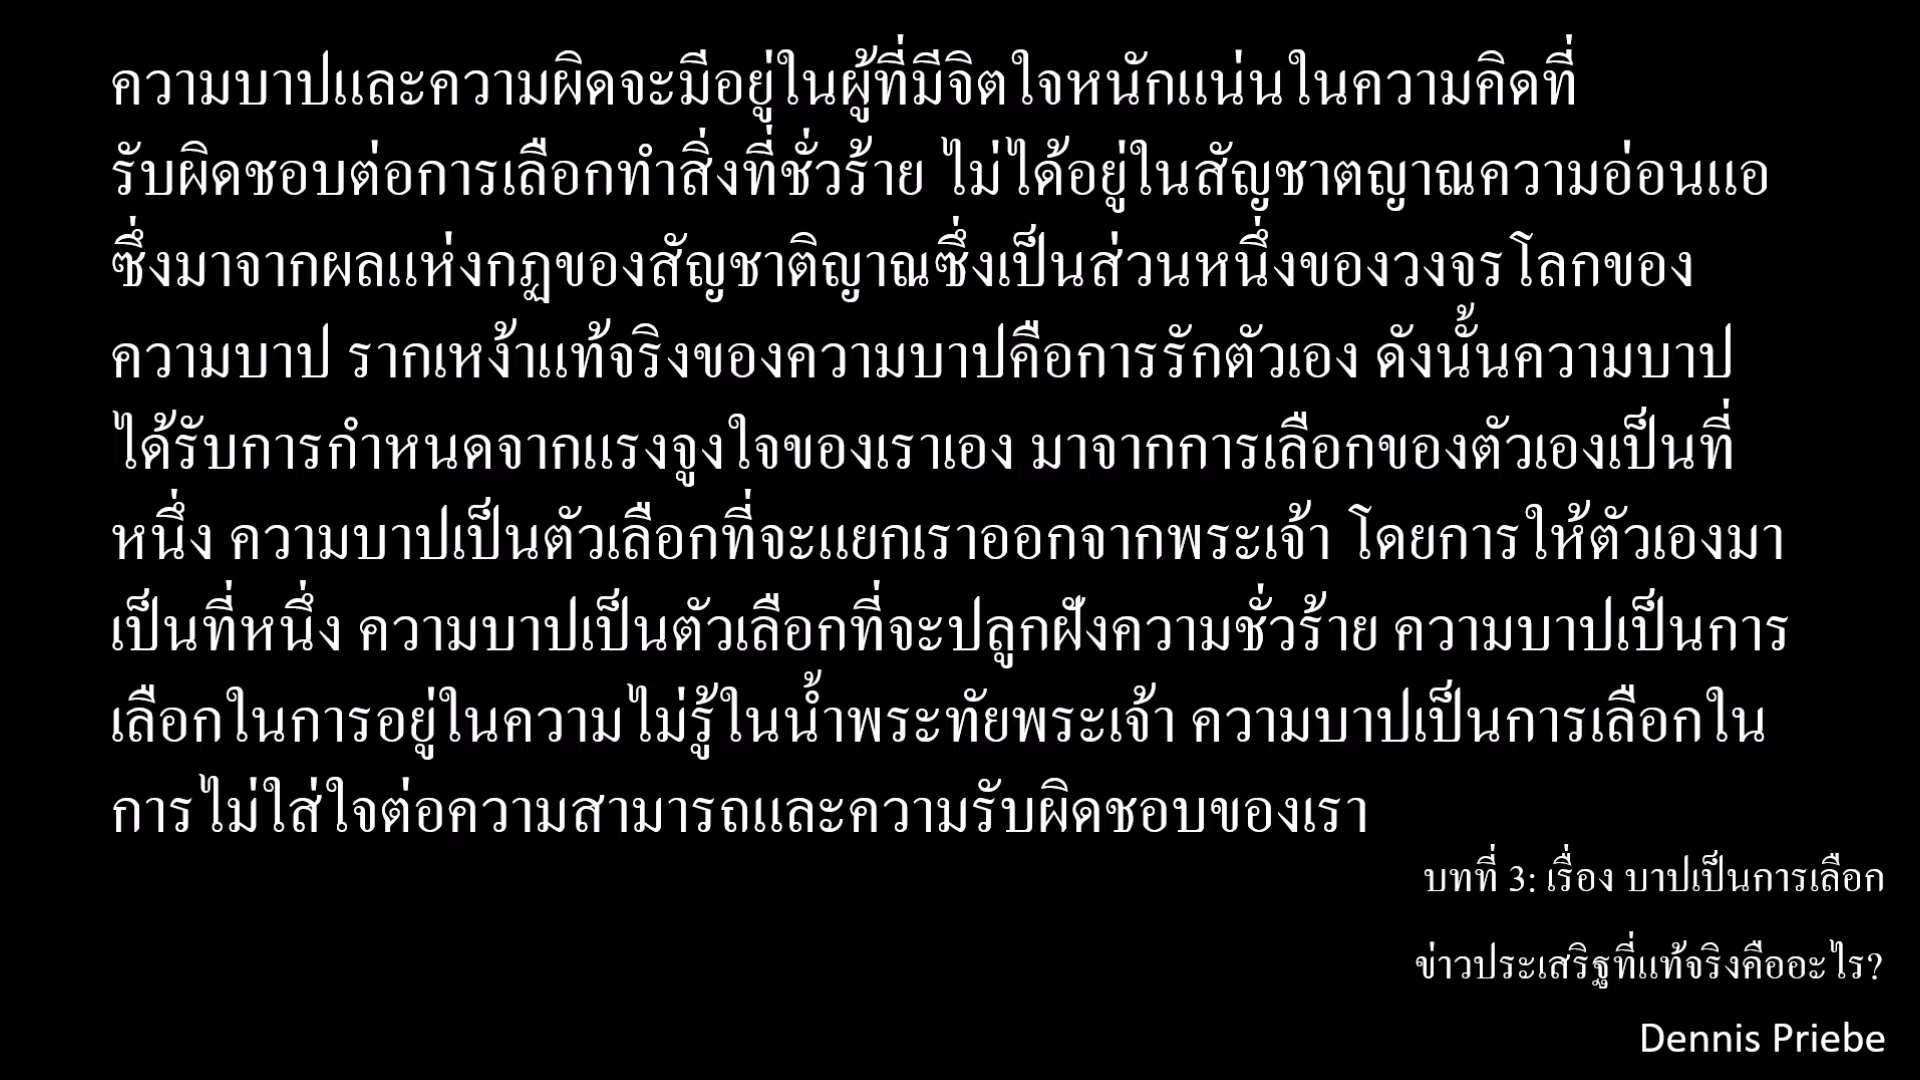 ความบาปและความผิดจะมีอยู่ในผู้ที่มีจิตใจหนักแน่นในความคิดที่
รับผิดชอบต่อการเลือกทำสิ่งที่ชั่วร้าย ไม่ได้อยู่ในสัญชาตญาณความอ่อนแอ
ซึ่งมาจากผลแห่งกฏของสัญชาติญาณซึ่งเป็นส่วนหนึ่งของวงจรโลกของ
ความบาป รากเหง้าแท้จริงของความบาปคือการรักตัวเอง ดังนั้นความบาป
ได้รับการกำหนดจากแรงจูงใจของเราเอง มาจากการเลือกของตัวเองเป็นที่
หนึ่ง ความบาปเป็นตัวเลือกที่จะแยกเราออกจากพระเจ้า โดยการให้ตัวเองมา
เป็นที่หนึ่ง ความบาปเป็นตัวเลือกที่จะปลูกฝังความชั่วร้าย ความบาปเป็นการ
เลือกในการอยู่ในความไม่รู้ในน้ำพระทัยพระเจ้า ความบาปเป็นการเลือกใน
การไม่ใส่ใจต่อความสามารถและความรับผิดชอบของเรา
บทที่ 3: เรื่อง บาปเป็นการเลือก
ข่าวประเสริฐที่แท้จริงคืออะไร?
Dennis Priebe